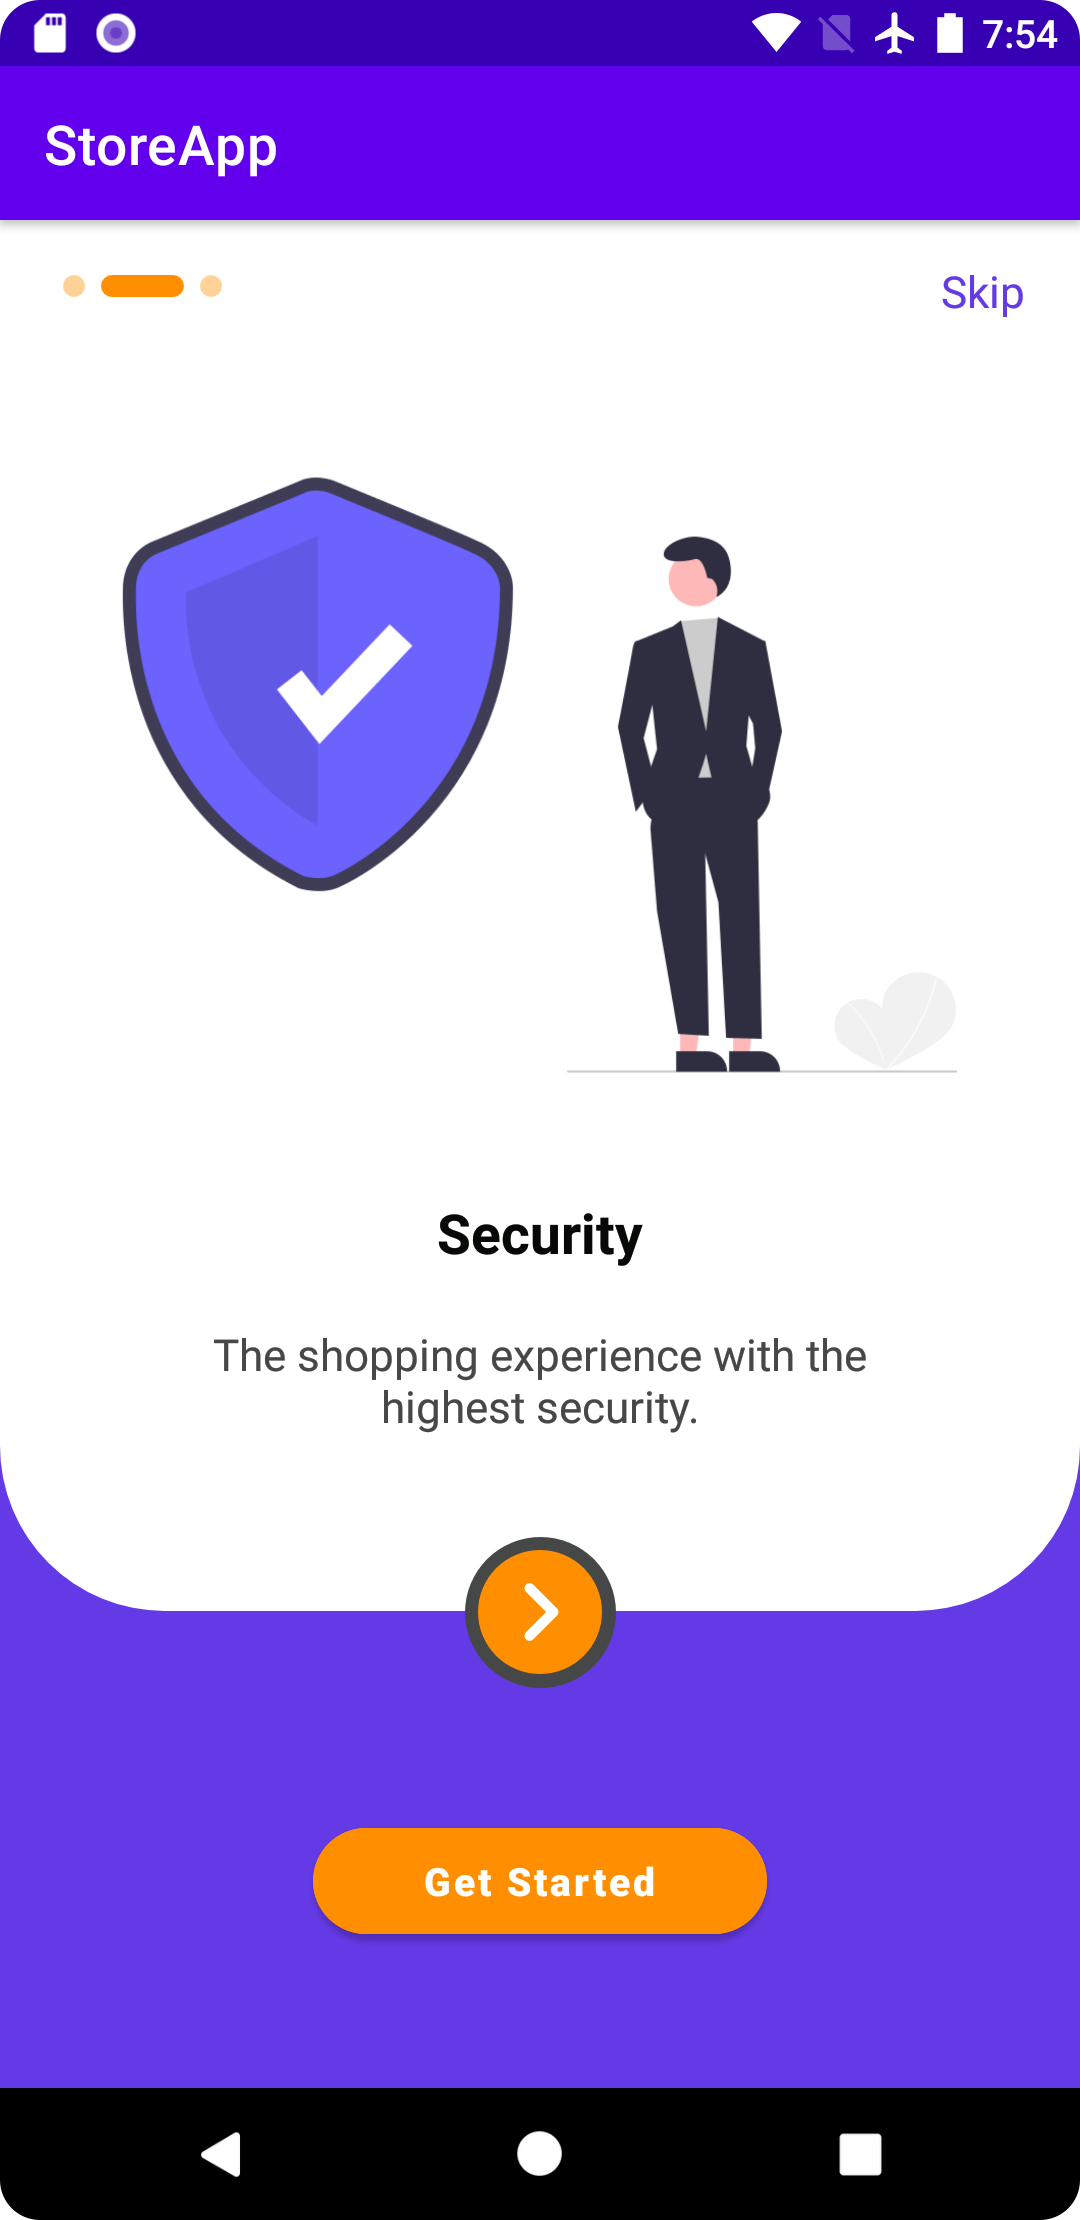 7:54
StoreApp
Skip
Security
The shopping experience with the
highest security.
Get Started